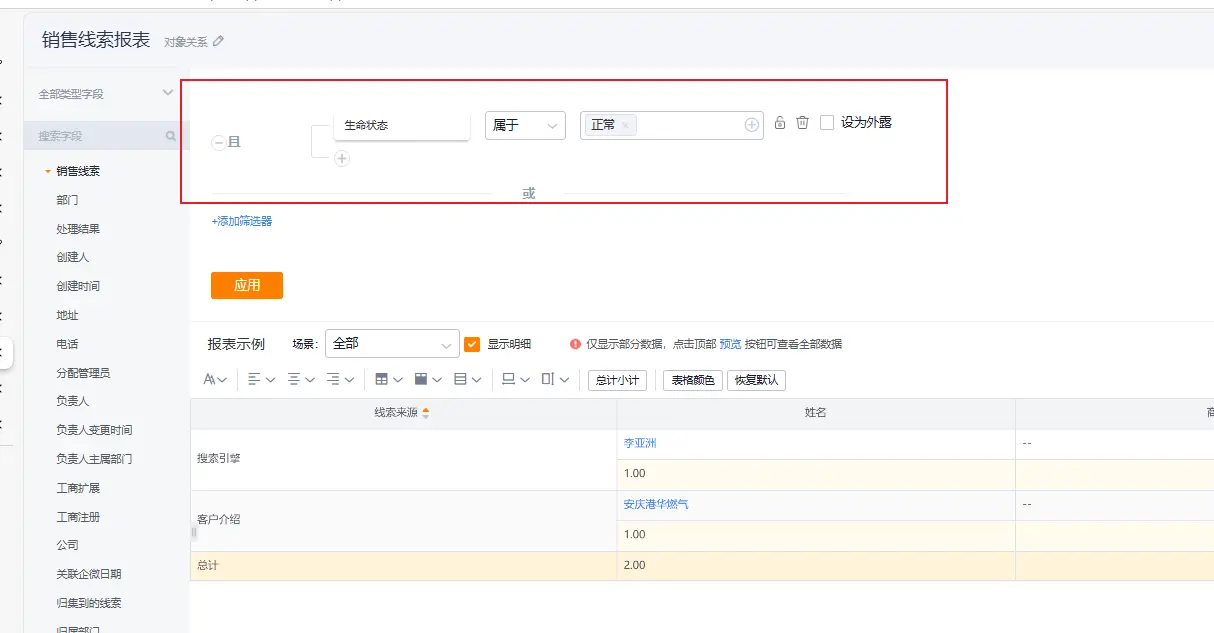 销售线索报表 对象关系
全部类型字段
搜索字段
销售线索
部门
处理结果
创建人
创建时间
地址
电话
分配管理员
负责人
负责人变更时间
负责人主属部门
工商扩展
工商注册
公司
关联企微日期
归集到的线索
归属部门
且 生命状态 属于 正常 × 设为外露
或
+添加筛选器
应用
报表示例 场景: 全部 显示明细 仅显示部分数据，点击顶部 预览 按钮可查看全部数据
总计小计 表格颜色 恢复默认
线索来源 姓名
搜索引擎 李亚洲 --
1.00
客户介绍 安庆港华燃气 --
1.00
总计 2.00